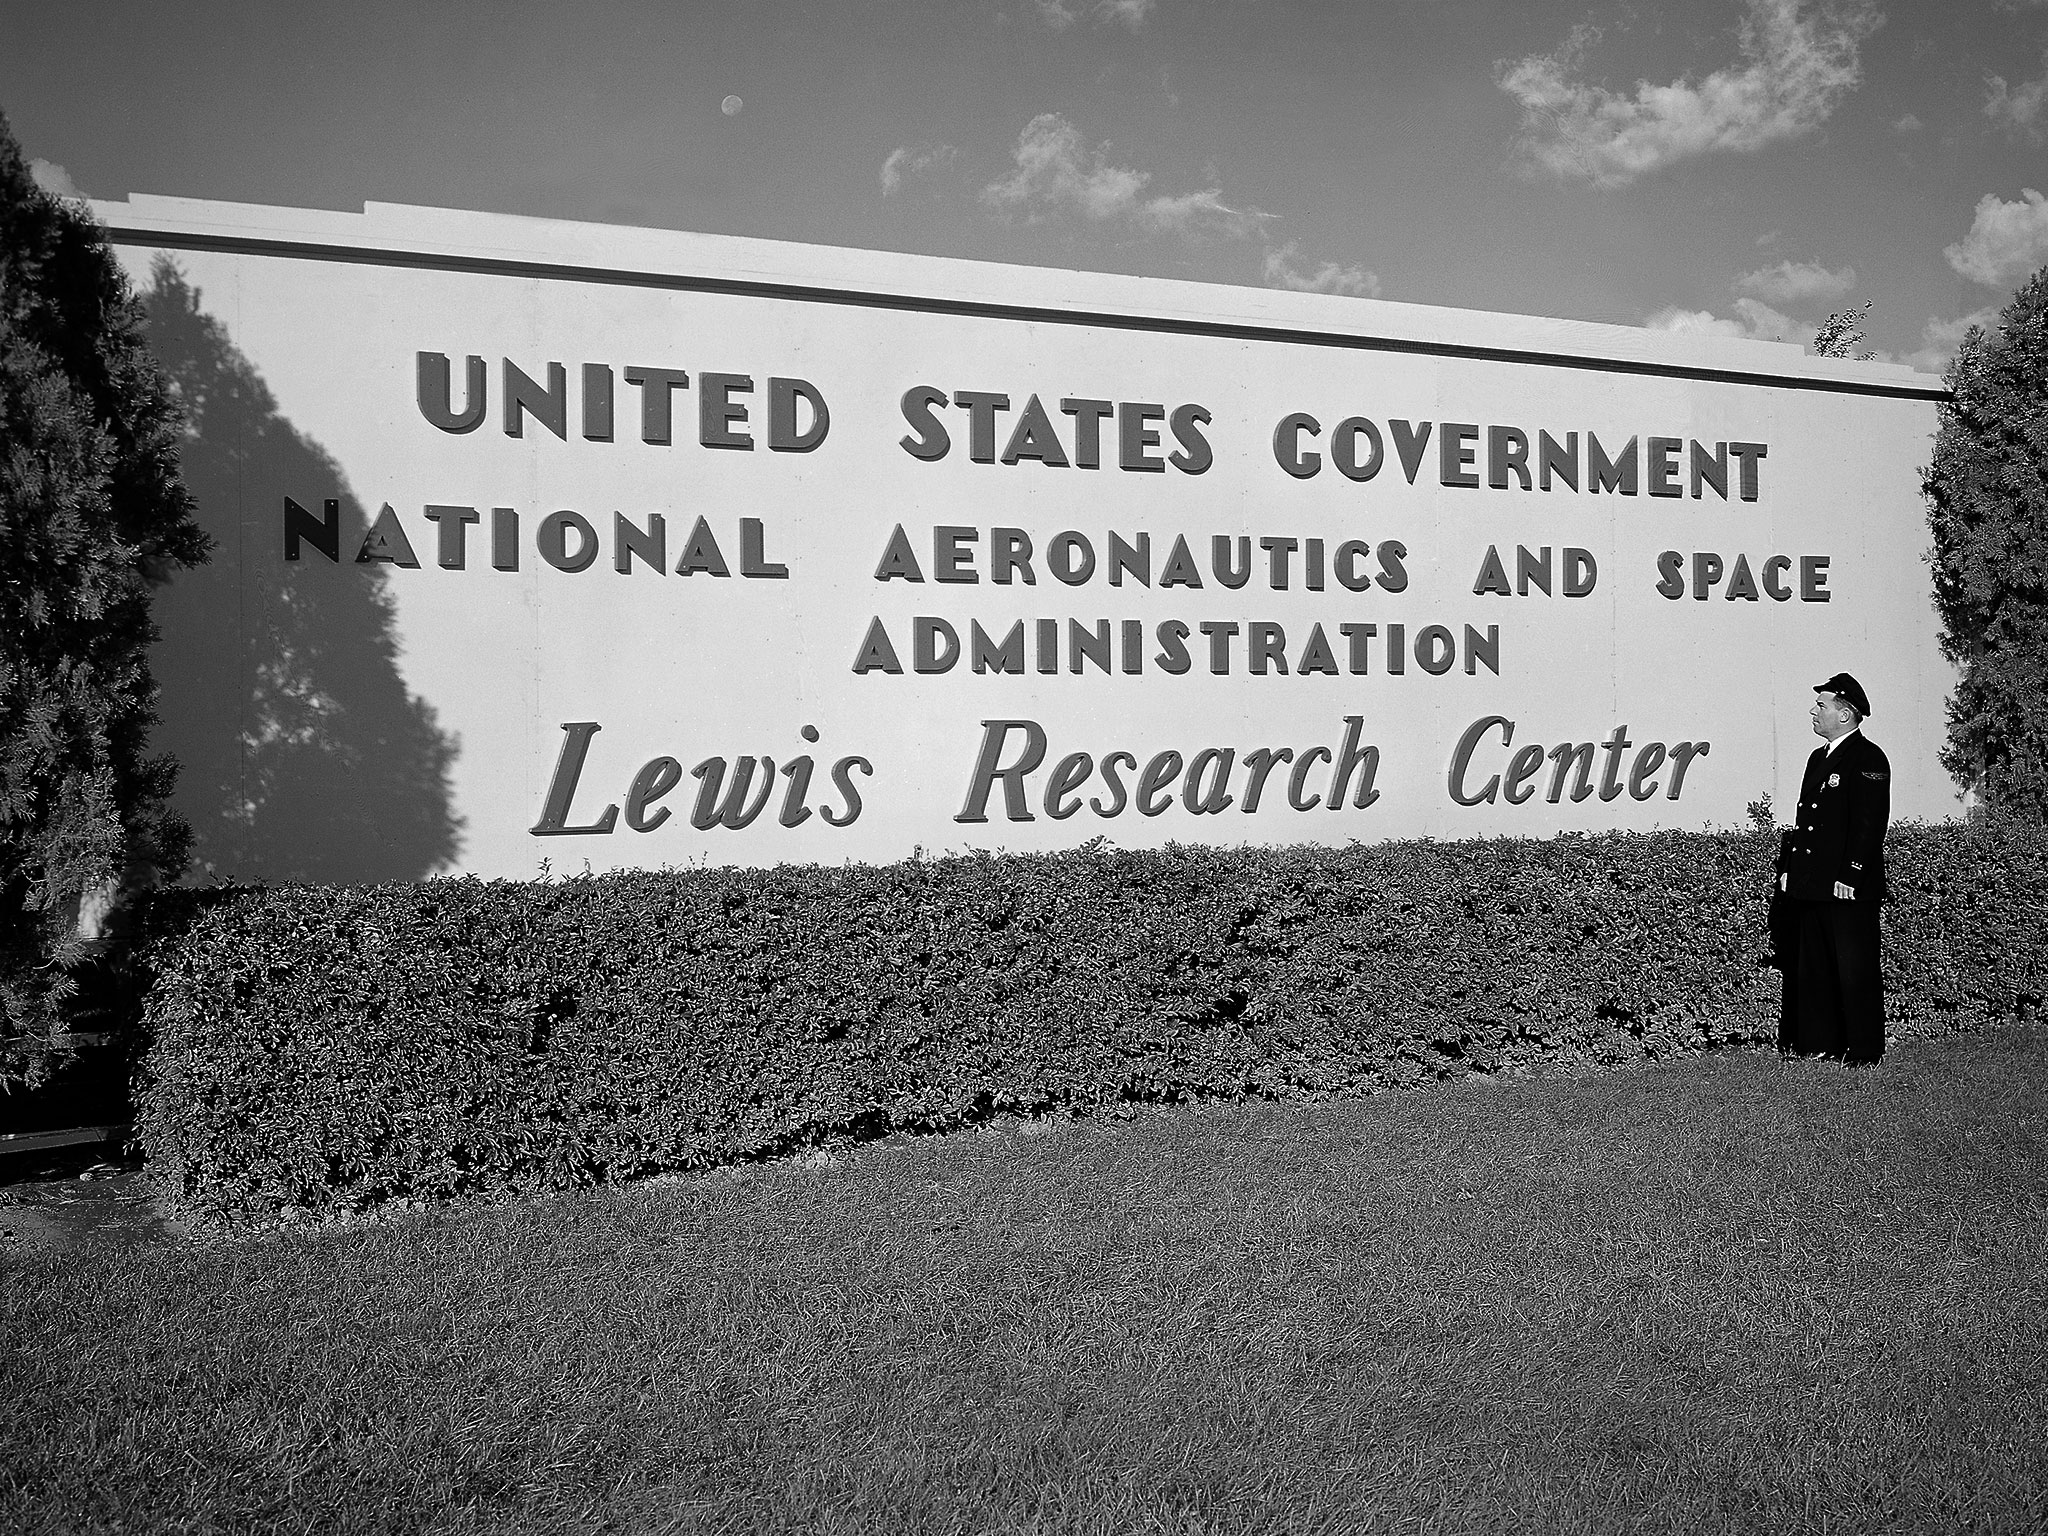 UNITED STATES GOVERNMENT
NATIONAL AERONAUTICS AND SPACE
ADMINISTRATION
Lewis Research Center